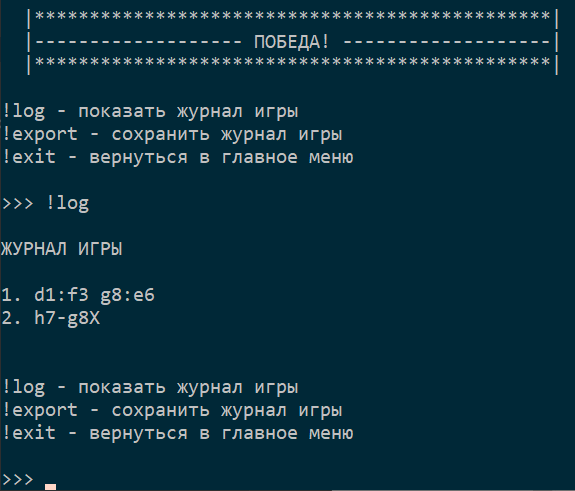 |***********************************************|
|------------------- ПОБЕДА! -------------------|
|***********************************************|
!log - показать журнал игры
!export - сохранить журнал игры
!exit - вернуться в главное меню
>>> !log
ЖУРНАЛ ИГРЫ
1. d1:f3 g8:e6
2. h7-g8X
!log - показать журнал игры
!export - сохранить журнал игры
!exit - вернуться в главное меню
>>>